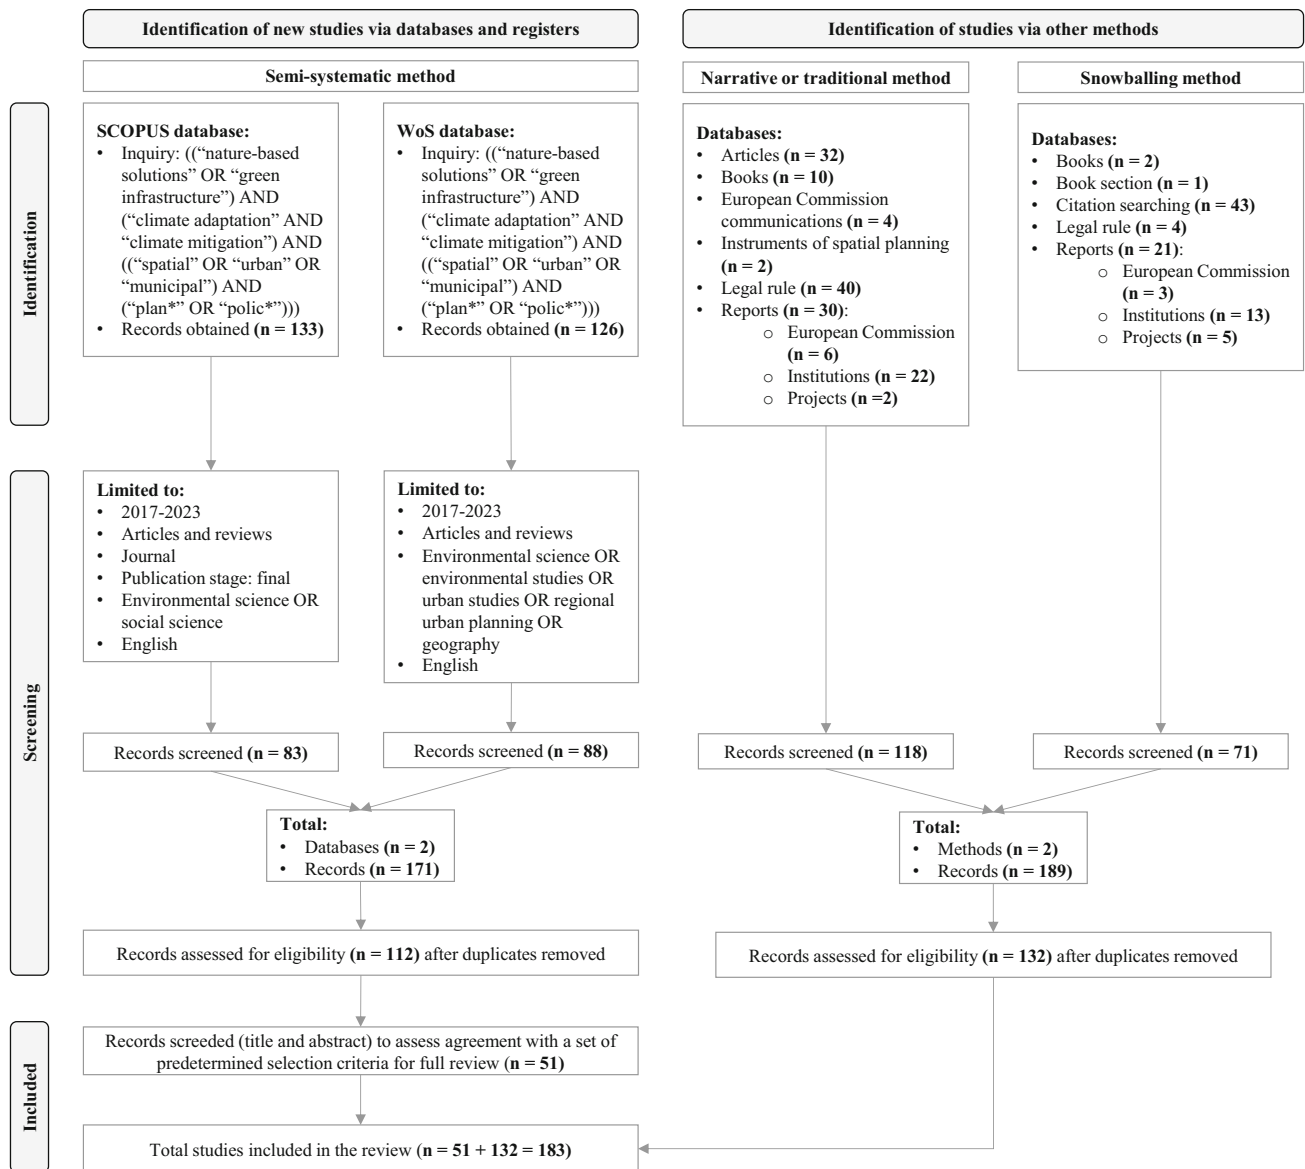 Identification of new studies via databases and registers
Identification of studies via other methods
Semi-systematic method
Narrative or traditional method
Snowballing method
Identification
SCOPUS database:
• Inquiry: ((“nature-based
solutions” OR “green
infrastructure”) AND
(“climate adaptation” AND
“climate mitigation”) AND
((“spatial” OR “urban” OR
“municipal”) AND
(“plan*” OR “polic*”)))
• Records obtained (n = 133)
WoS database:
• Inquiry: ((“nature-based
solutions” OR “green
infrastructure”) AND
(“climate adaptation” AND
“climate mitigation”) AND
((“spatial” OR “urban” OR
“municipal”) AND
(“plan*” OR “polic*”)))
• Records obtained (n = 126)
Databases:
• Articles (n = 32)
• Books (n = 10)
• European Commission
communications (n = 4)
• Instruments of spatial planning
(n = 2)
• Legal rule (n = 40)
• Reports (n = 30):
o European Commission
(n = 6)
o Institutions (n = 22)
o Projects (n =2)
Databases:
• Books (n = 2)
• Book section (n = 1)
• Citation searching (n = 43)
• Legal rule (n = 4)
• Reports (n = 21):
o European Commission
(n = 3)
o Institutions (n = 13)
o Projects (n = 5)
Screening
Limited to:
• 2017-2023
• Articles and reviews
• Journal
• Publication stage: final
• Environmental science OR
social science
• English
Limited to:
• 2017-2023
• Articles and reviews
• Environmental science OR
environmental studies OR
urban studies OR regional
urban planning OR
geography
• English
Records screened (n = 83)
Records screened (n = 88)
Records screened (n = 118)
Records screened (n = 71)
Total:
• Databases (n = 2)
• Records (n = 171)
Total:
• Methods (n = 2)
• Records (n = 189)
Records assessed for eligibility (n = 112) after duplicates removed
Records assessed for eligibility (n = 132) after duplicates removed
Included
Records screeded (title and abstract) to assess agreement with a set of
predetermined selection criteria for full review (n = 51)
Total studies included in the review (n = 51 + 132 = 183)